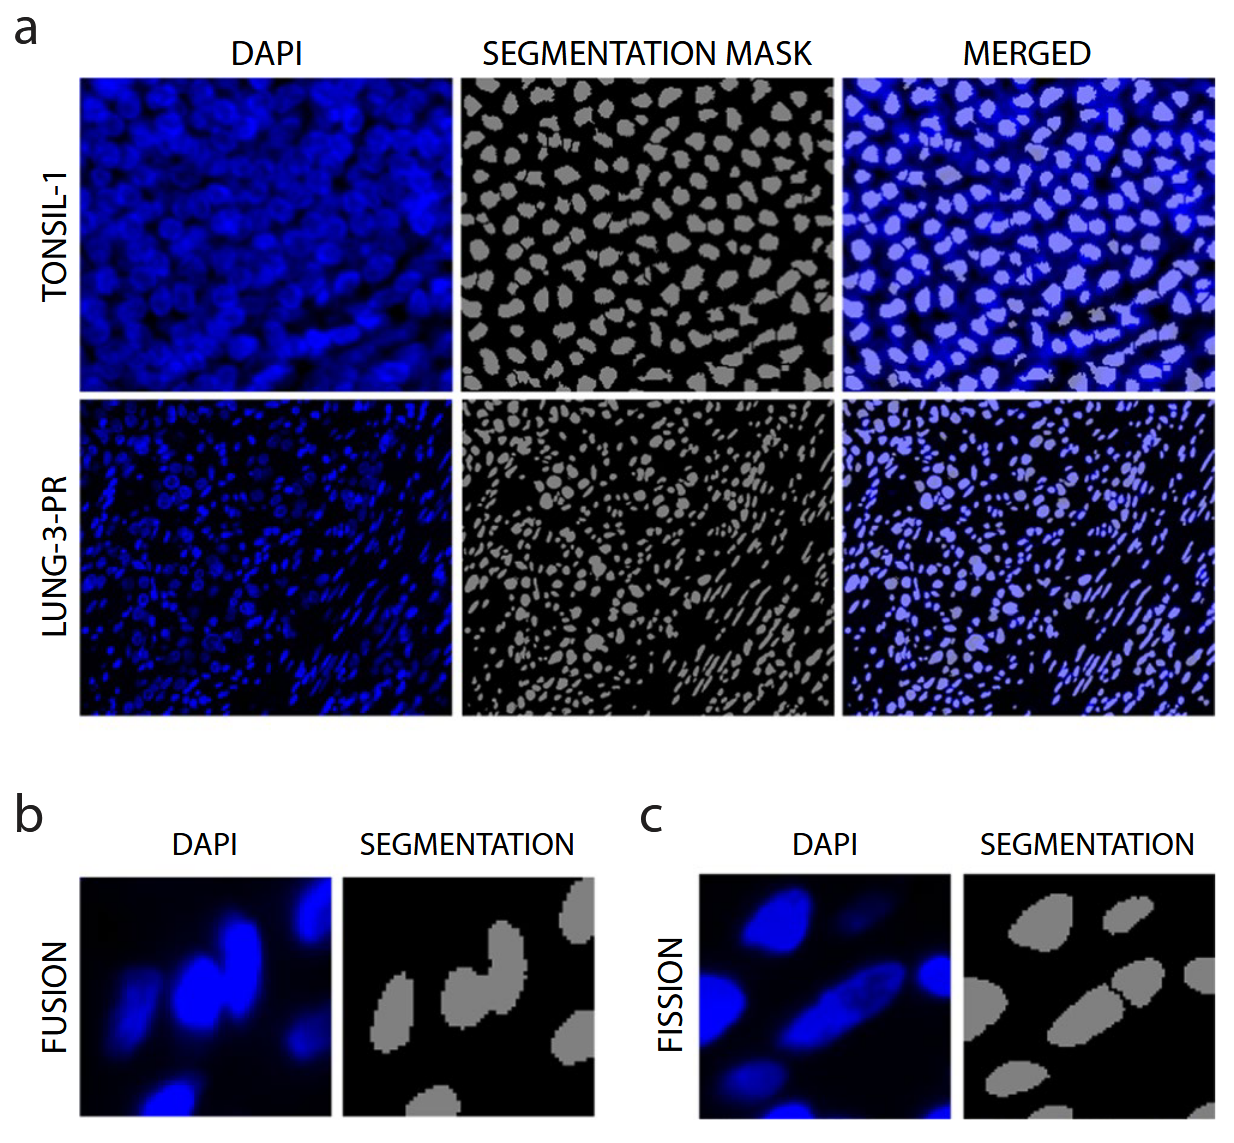 a
DAPI SEGMENTATION MASK MERGED
TONSIL-1
LUNG-3-PR
b
DAPI SEGMENTATION
FUSION
c
DAPI SEGMENTATION
FISSION